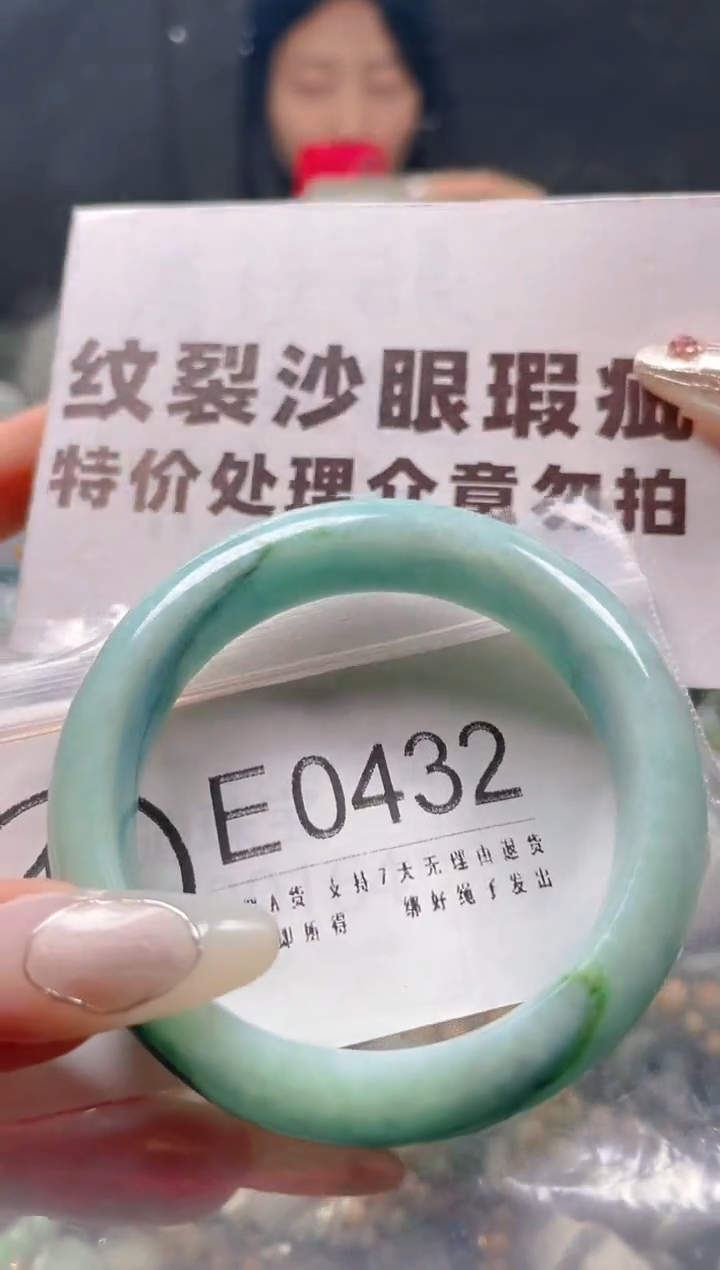 纹裂沙眼瑕疵
特价处理介意勿拍
E0432
A货 支持7天无理由退货
即所得 绑好绳子发出